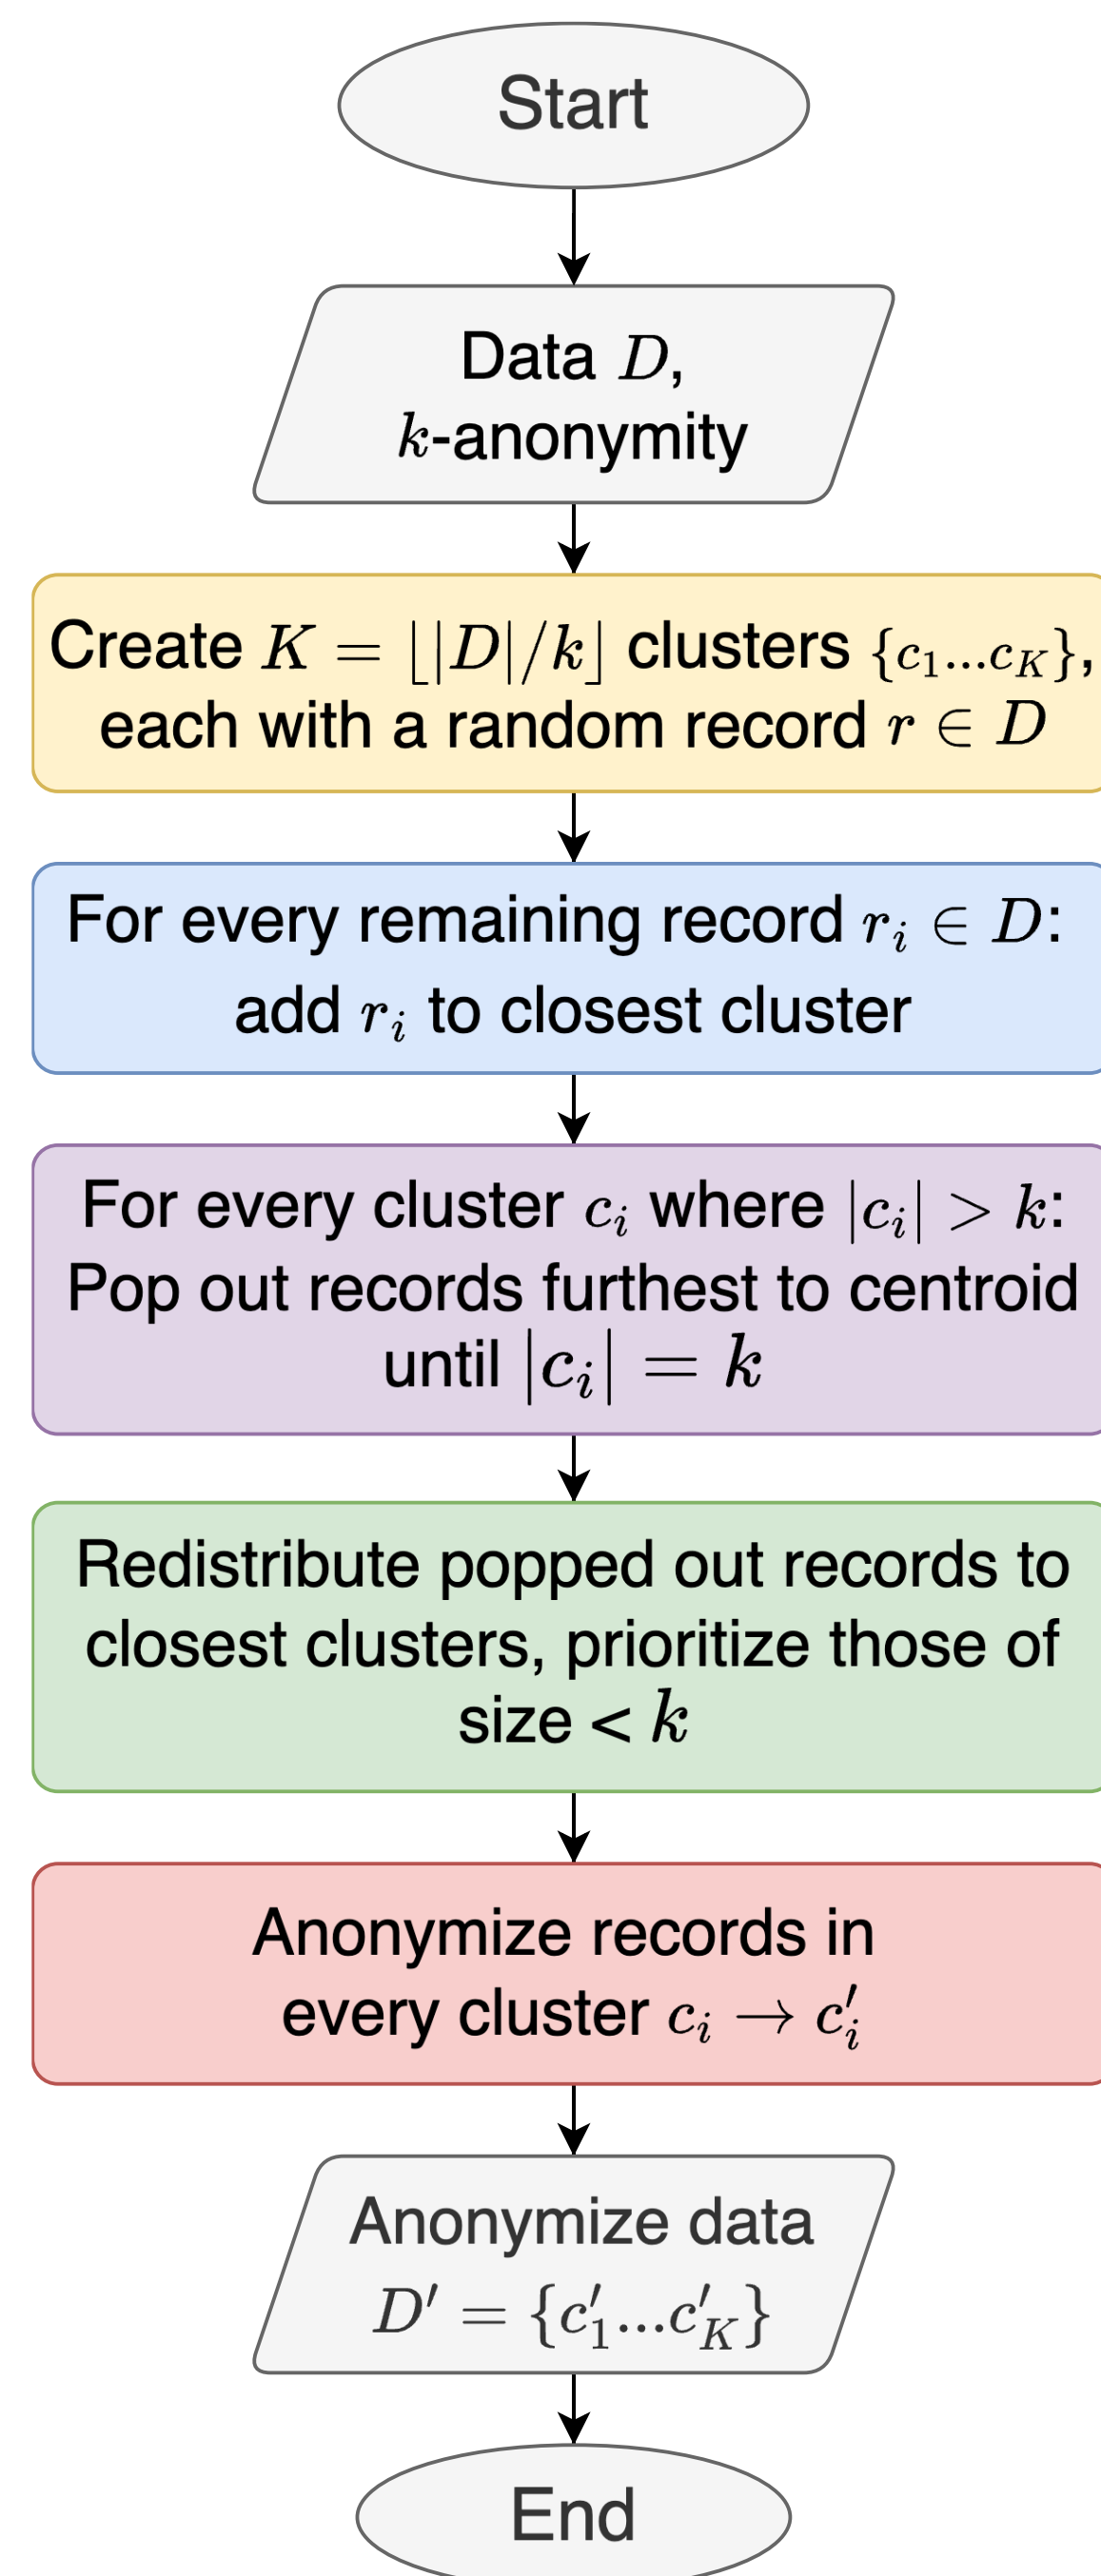 Start
Data D,
k-anonymity
Create K = ⌊|D|/k⌋ clusters {c₁...c_K},
each with a random record r ∈ D
For every remaining record rᵢ ∈ D:
add rᵢ to closest cluster
For every cluster cᵢ where |cᵢ| > k:
Pop out records furthest to centroid
until |cᵢ| = k
Redistribute popped out records to
closest clusters, prioritize those of
size < k
Anonymize records in
every cluster cᵢ → c′ᵢ
Anonymize data
D′ = {c′₁...c′_K}
End